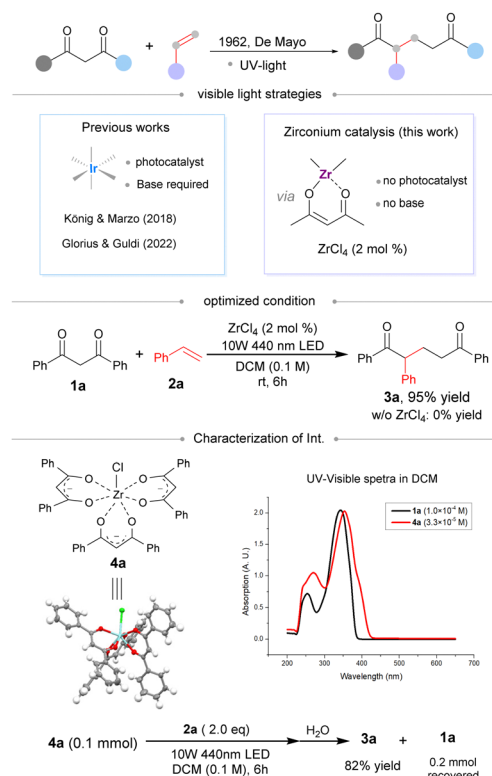 O O
+
1962, De Mayo
UV-light
O O
visible light strategies
Previous works
Ir
photocatalyst
Base required
König & Marzo (2018)
Glorius & Guldi (2022)
Zirconium catalysis (this work)
via
Zr
O O
no photocatalyst
no base
ZrCl4 (2 mol %)
optimized condition
O O
Ph Ph
1a
+
Ph
2a
ZrCl4 (2 mol %)
10W 440 nm LED
DCM (0.1 M)
rt, 6h
O O
Ph Ph
Ph
3a, 95% yield
w/o ZrCl4: 0% yield
Characterization of Int.
Ph Cl Ph
O O
− Zr −
Ph O O Ph
O O
Ph − Ph
4a
UV-Visible spetra in DCM
1a (1.0×10⁻⁴ M)
4a (3.3×10⁻⁵ M)
Absorption (A. U.)
2.0
1.5
1.0
0.5
0.0
200 300 400 500 600 700
Wavelength (nm)
4a (0.1 mmol)
2a ( 2.0 eq)
10W 440nm LED
DCM (0.1 M), 6h
H2O
3a + 1a
82% yield
0.2 mmol
recovered